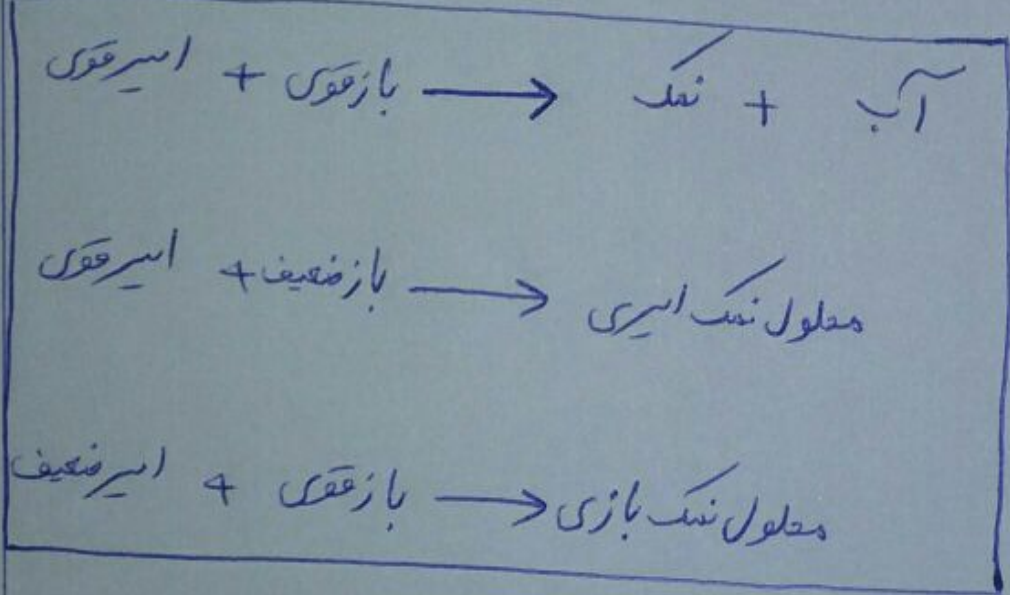 اسید قوی + باز قوی ⟶ نمک + آب
اسید قوی + باز ضعیف ⟶ محلول نمک اسیدی
اسید ضعیف + باز قوی ⟶ محلول نمک بازی